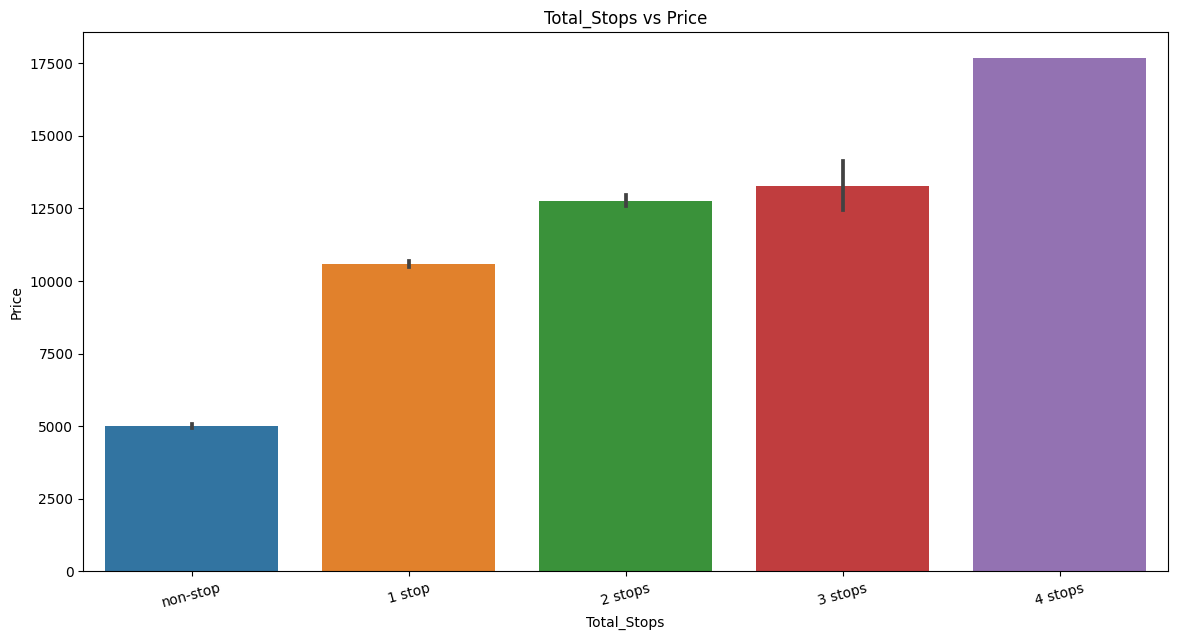 Total_Stops vs Price
Price
17500
15000
12500
10000
7500
5000
2500
0
non-stop
1 stop
2 stops
3 stops
4 stops
Total_Stops